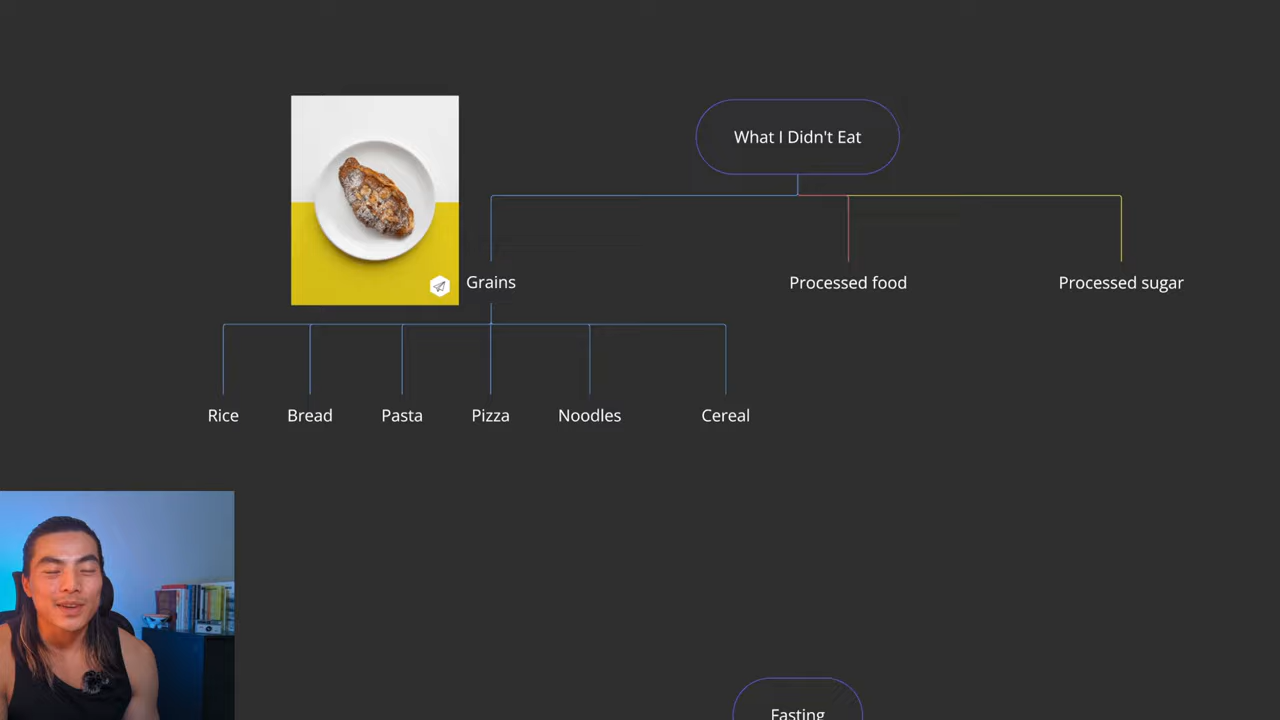 What I Didn't Eat
Grains
Processed food
Processed sugar
Rice
Bread
Pasta
Pizza
Noodles
Cereal
Fasting